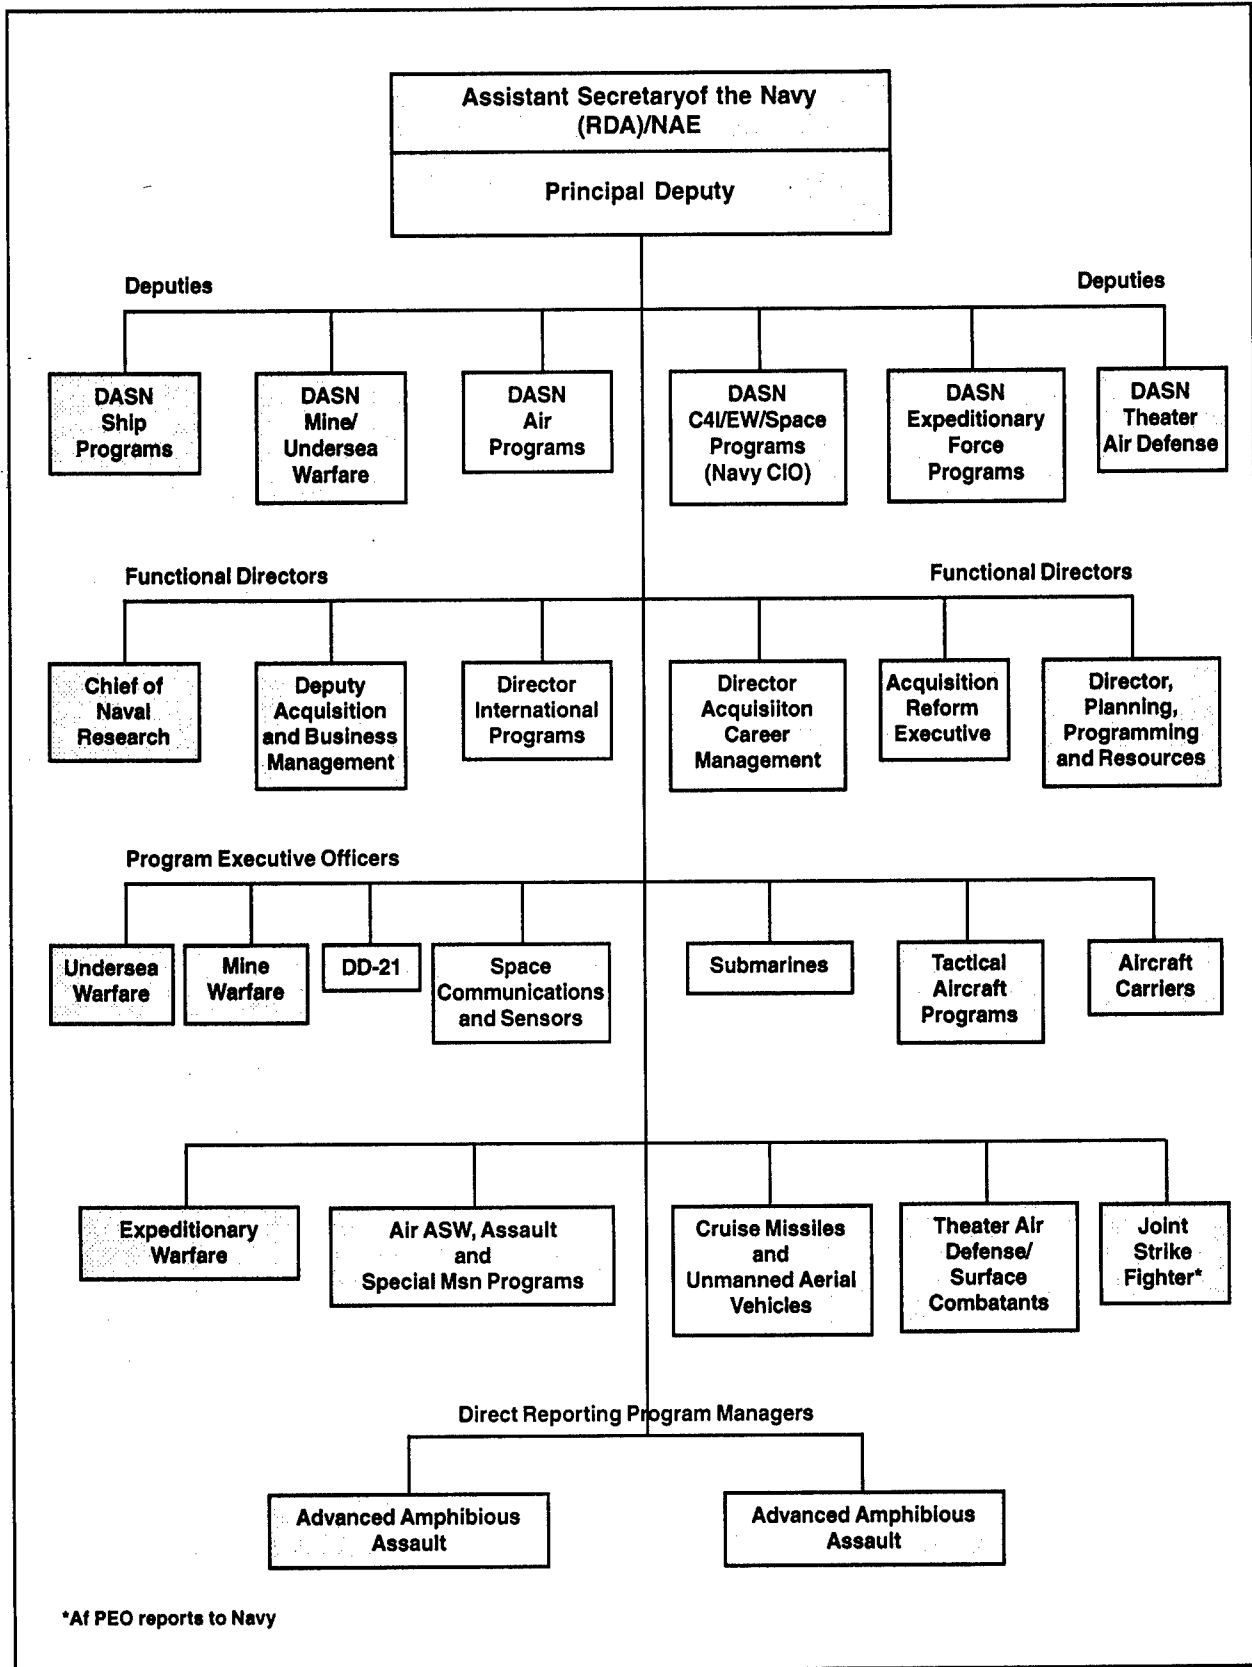 Assistant Secretaryof the Navy
(RDA)/NAE
Principal Deputy
Deputies
Deputies
DASN
Ship
Programs
DASN
Mine/
Undersea
Warfare
DASN
Air
Programs
DASN
C4I/EW/Space
Programs
(Navy CIO)
DASN
Expeditionary
Force
Programs
DASN
Theater
Air Defense
Functional Directors
Functional Directors
Chief of
Naval
Research
Deputy
Acquisition
and Business
Management
Director
International
Programs
Director
Acquisiiton
Career
Management
Acquisition
Reform
Executive
Director,
Planning,
Programming
and Resources
Program Executive Officers
Undersea
Warfare
Mine
Warfare
DD-21
Space
Communications
and Sensors
Submarines
Tactical
Aircraft
Programs
Aircraft
Carriers
Expeditionary
Warfare
Air ASW, Assault
and
Special Msn Programs
Cruise Missiles
and
Unmanned Aerial
Vehicles
Theater Air
Defense/
Surface
Combatants
Joint
Strike
Fighter*
Direct Reporting Program Managers
Advanced Amphibious
Assault
Advanced Amphibious
Assault
*Af PEO reports to Navy